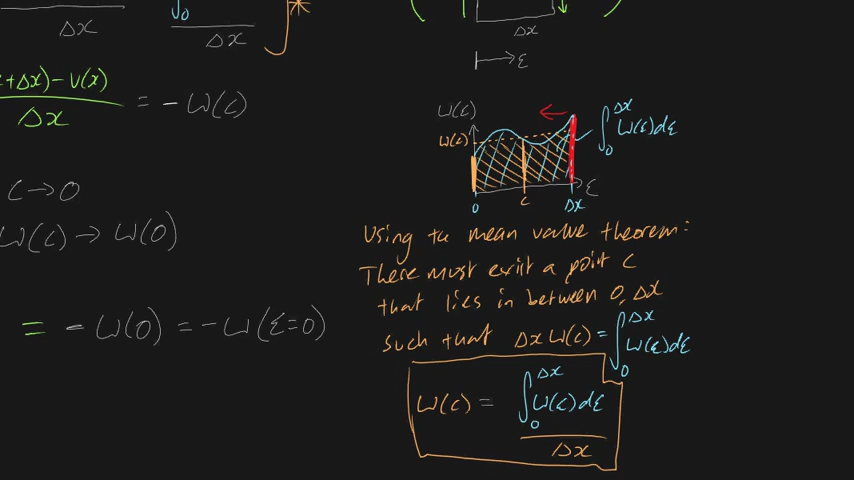 Δx
∫₀
Δx
Δx
ε
+Δx) - V(x)
Δx
= -W(c)
c → 0
W(c) → W(0)
= -W(0) = -W(ε=0)
W(ε)
W(c)
0
c
Δx
ε
∫₀^Δx W(ε)dε
Using the mean value theorem:
There must exist a point c
that lies in between 0, Δx
such that Δx W(c) = ∫₀^Δx W(ε)dε
W(c) = ∫₀^Δx W(ε)dε
Δx